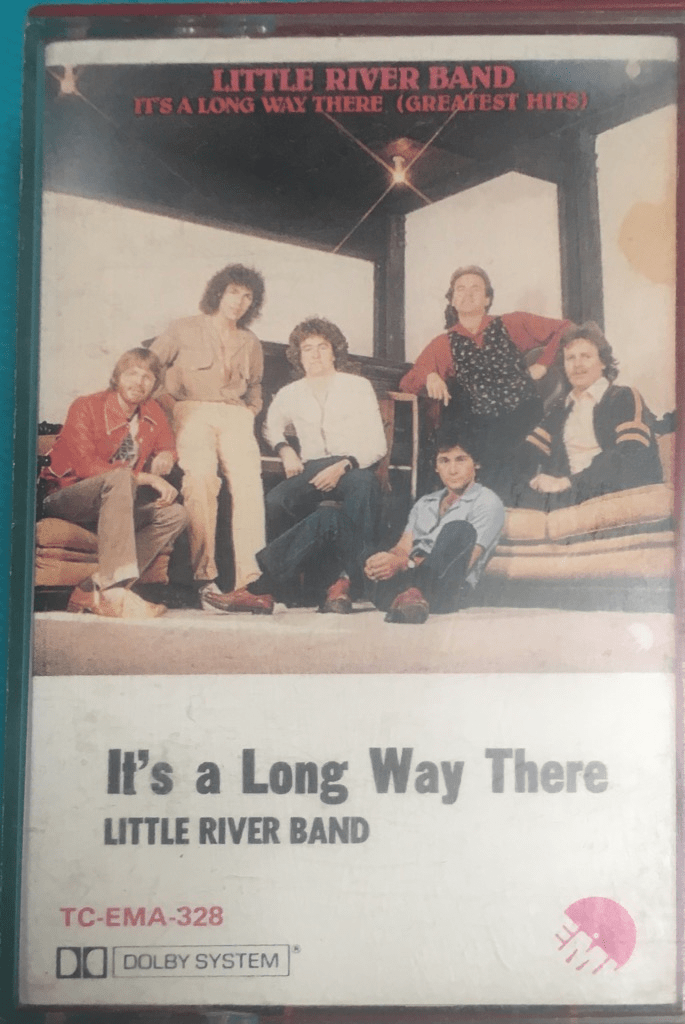 LITTLE RIVER BAND
IT'S A LONG WAY THERE (GREATEST HITS)
It's a Long Way There
LITTLE RIVER BAND
TC-EMA-328
DOLBY SYSTEM®
EMI